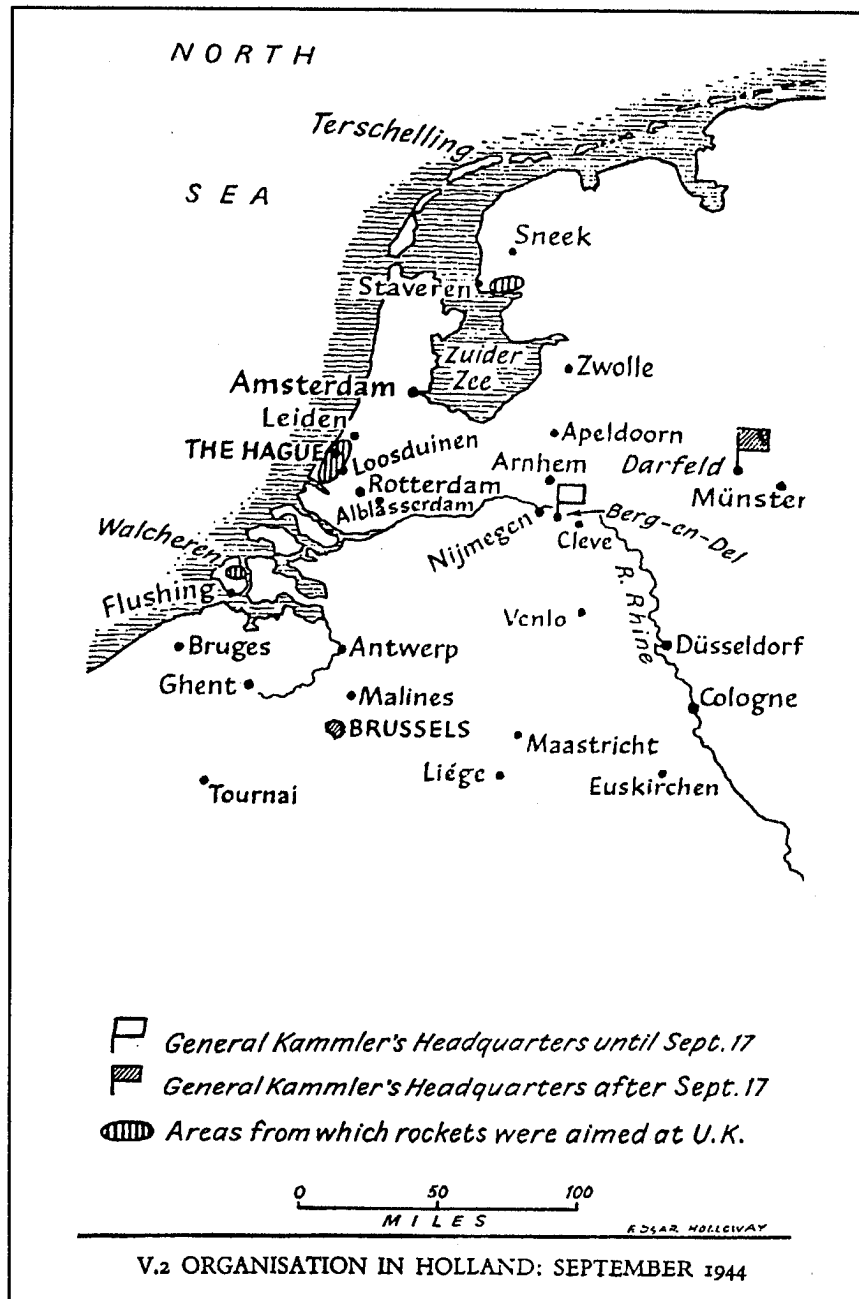 NORTH
SEA
Terschelling
Sneek
Staveren
Zuider
Zee
Zwolle
Amsterdam
Leiden
THE HAGUE
Loosduinen
Apeldoorn
Arnhem
Darfeld
Münster
Rotterdam
Alblasserdam
Walcheren
Nijmegen
Berg-en-Del
Cleve
Flushing
Venlo
R. Rhine
Bruges
Antwerp
Düsseldorf
Ghent
Malines
Cologne
BRUSSELS
Maastricht
Liége
Euskirchen
Tournai
General Kammler's Headquarters until Sept. 17
General Kammler's Headquarters after Sept. 17
Areas from which rockets were aimed at U.K.
0 50 100
MILES
EDGAR HOLLOWAY
V.2 ORGANISATION IN HOLLAND: SEPTEMBER 1944